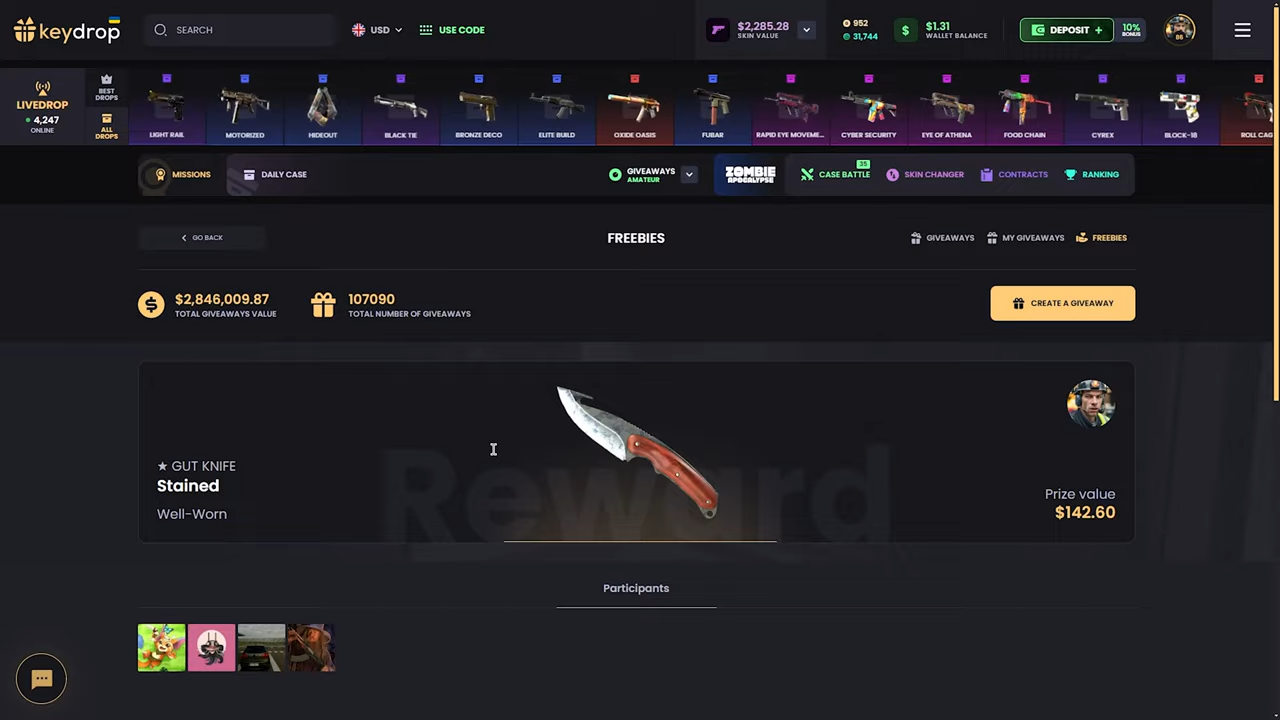 keydrop
SEARCH
USD
USE CODE
$2,285.28
SKIN VALUE
952
31,744
$1.31
WALLET BALANCE
DEPOSIT +
10%
BONUS
86
LIVEDROP
4,247
ONLINE
BEST
DROPS
ALL
DROPS
LIGHT RAIL
MOTORIZED
HIDEOUT
BLACK TIE
BRONZE DECO
ELITE BUILD
OXIDE OASIS
FUBAR
RAPID EYE MOVEME...
CYBER SECURITY
EYE OF ATHENA
FOOD CHAIN
CYREX
BLOCK-18
ROLL CAG
MISSIONS
DAILY CASE
GIVEAWAYS
AMATEUR
ZOMBIE
APOCALYPSE
35
CASE BATTLE
SKIN CHANGER
CONTRACTS
RANKING
GO BACK
FREEBIES
GIVEAWAYS
MY GIVEAWAYS
FREEBIES
$2,846,009.87
TOTAL GIVEAWAYS VALUE
107090
TOTAL NUMBER OF GIVEAWAYS
CREATE A GIVEAWAY
Reward
★ GUT KNIFE
Stained
Well-Worn
Prize value
$142.60
Participants